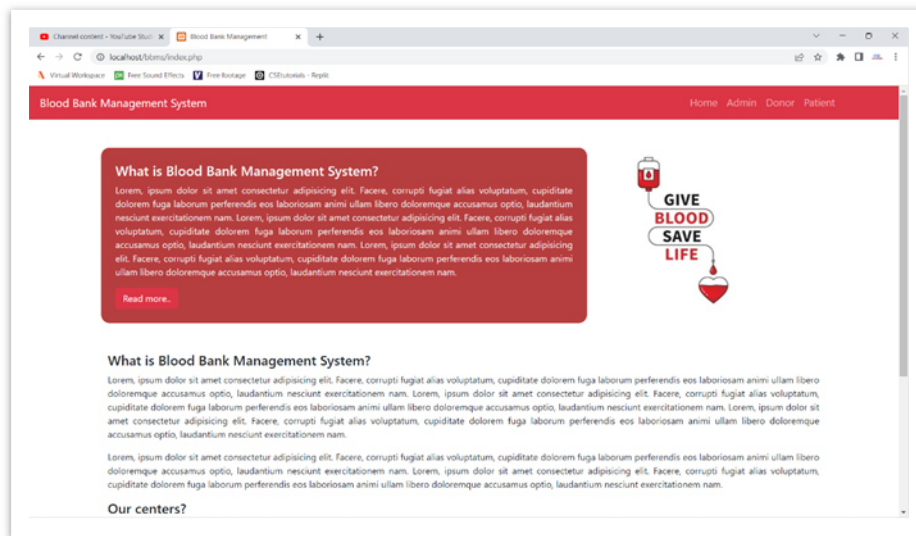 Channel content - YouTube Studi
Blood Bank Management
localhost/bbms/index.php
Virtual Workspace
Free Sound Effects
Free footage
CSEtutorials - Replit
Blood Bank Management System
Home Admin Donor Patient
What is Blood Bank Management System?
Lorem, ipsum dolor sit amet consectetur adipisicing elit. Facere, corrupti fugiat alias voluptatum, cupiditate
dolorem fuga laborum perferendis eos laboriosam animi ullam libero doloremque accusamus optio, laudantium
nesciunt exercitationem nam. Lorem, ipsum dolor sit amet consectetur adipisicing elit. Facere, corrupti fugiat alias
voluptatum, cupiditate dolorem fuga laborum perferendis eos laboriosam animi ullam libero doloremque
accusamus optio, laudantium nesciunt exercitationem nam. Lorem, ipsum dolor sit amet consectetur adipisicing
elit. Facere, corrupti fugiat alias voluptatum, cupiditate dolorem fuga laborum perferendis eos laboriosam animi
ullam libero doloremque accusamus optio, laudantium nesciunt exercitationem nam.
Read more..
GIVE
BLOOD
SAVE
LIFE
What is Blood Bank Management System?
Lorem, ipsum dolor sit amet consectetur adipisicing elit. Facere, corrupti fugiat alias voluptatum, cupiditate dolorem fuga laborum perferendis eos laboriosam animi ullam libero
doloremque accusamus optio, laudantium nesciunt exercitationem nam. Lorem, ipsum dolor sit amet consectetur adipisicing elit. Facere, corrupti fugiat alias voluptatum,
cupiditate dolorem fuga laborum perferendis eos laboriosam animi ullam libero doloremque accusamus optio, laudantium nesciunt exercitationem nam. Lorem, ipsum dolor sit
amet consectetur adipisicing elit. Facere, corrupti fugiat alias voluptatum, cupiditate dolorem fuga laborum perferendis eos laboriosam animi ullam libero doloremque
accusamus optio, laudantium nesciunt exercitationem nam.
Lorem, ipsum dolor sit amet consectetur adipisicing elit. Facere, corrupti fugiat alias voluptatum, cupiditate dolorem fuga laborum perferendis eos laboriosam animi ullam libero
doloremque accusamus optio, laudantium nesciunt exercitationem nam. Lorem, ipsum dolor sit amet consectetur adipisicing elit. Facere, corrupti fugiat alias voluptatum,
cupiditate dolorem fuga laborum perferendis eos laboriosam animi ullam libero doloremque accusamus optio, laudantium nesciunt exercitationem nam.
Our centers?